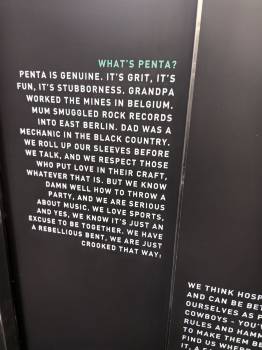 WHAT'S PENTA?
PENTA IS GENUINE. IT'S GRIT, IT'S
FUN, IT'S STUBBORNESS. GRANDPA
WORKED THE MINES IN BELGIUM.
MUM SMUGGLED ROCK RECORDS
INTO EAST BERLIN. DAD WAS A
MECHANIC IN THE BLACK COUNTRY.
WE ROLL UP OUR SLEEVES BEFORE
WE TALK, AND WE RESPECT THOSE
WHO PUT LOVE IN THEIR CRAFT,
WHATEVER THAT IS. BUT WE KNOW
DAMN WELL HOW TO THROW A
PARTY, AND WE ARE SERIOUS
ABOUT MUSIC. WE LOVE SPORTS,
AND YES, WE KNOW IT'S JUST AN
EXCUSE TO BE TOGETHER. WE HAVE
A REBELLIOUS BENT, WE ARE JUST
CROOKED THAT WAY.
WE THINK HOSP
AND CAN BE BET
OURSELVES AS P
COWBOYS - YOU'
RULES AND HAMM
TO MAKE THEM BE
FIND US WHERE